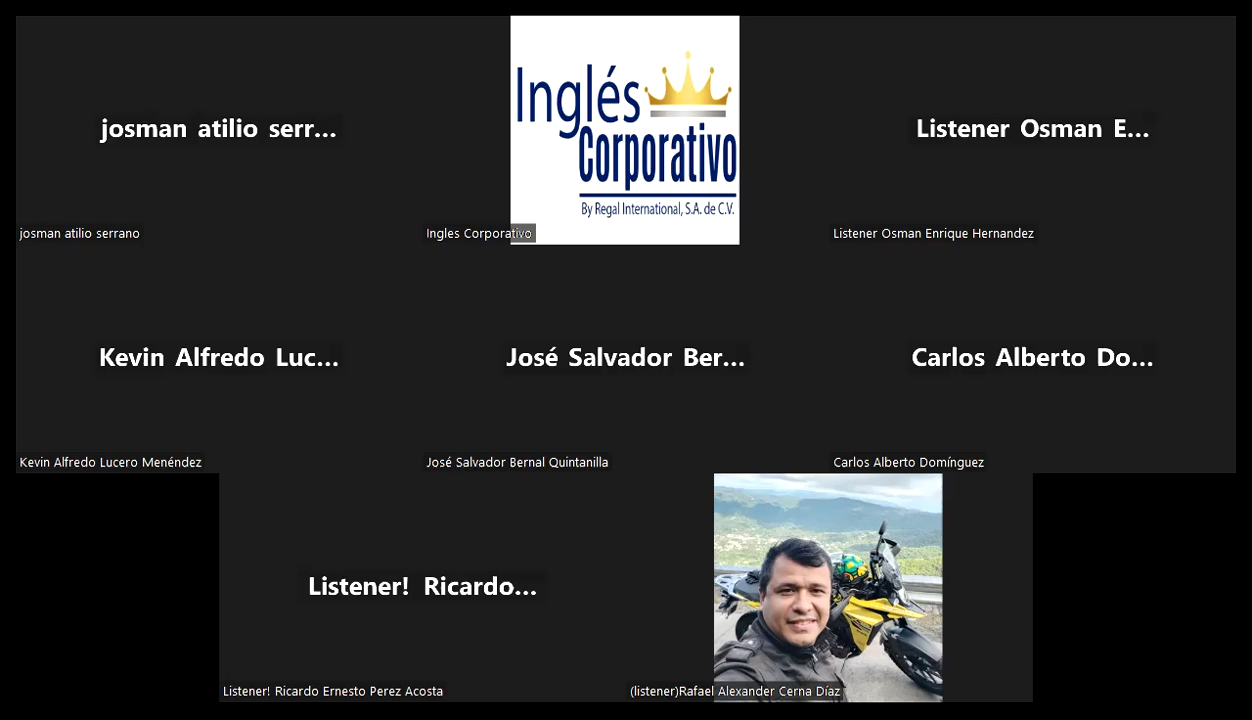 josman atilio serr...
josman atilio serrano
Inglés
Corporativo
By Regal International, S.A. de C.V.
Ingles Corporativo
Listener Osman E...
Listener Osman Enrique Hernandez
Kevin Alfredo Luc...
Kevin Alfredo Lucero Menéndez
José Salvador Ber...
José Salvador Bernal Quintanilla
Carlos Alberto Do...
Carlos Alberto Domínguez
Listener! Ricardo...
Listener! Ricardo Ernesto Perez Acosta
(listener)Rafael Alexander Cerna Díaz